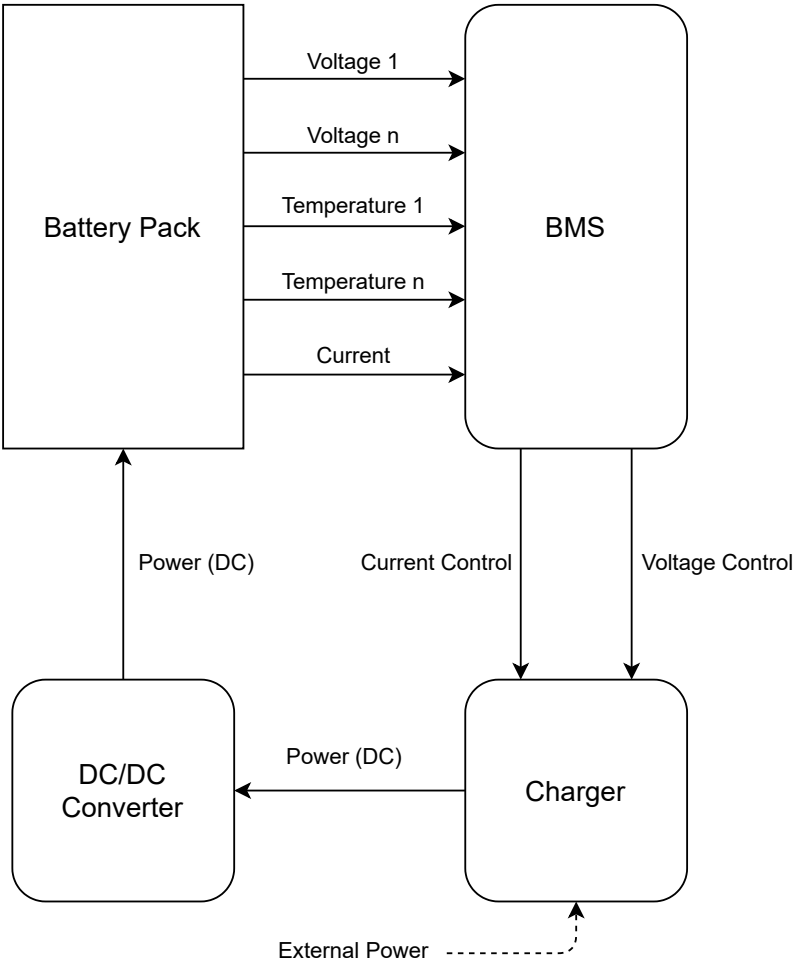 Voltage 1
Voltage n
Battery Pack
Temperature 1
BMS
Temperature n
Current
Power (DC)
Current Control
Voltage Control
Power (DC)
DC/DC
Converter
Charger
External Power